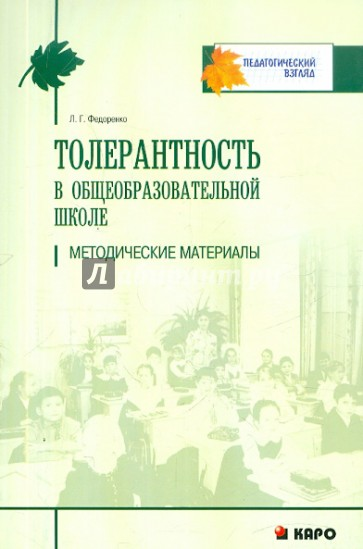 ПЕДАГОГИЧЕСКИЙ
ВЗГЛЯД
Л. Г. Федоренко
ТОЛЕРАНТНОСТЬ
В ОБЩЕОБРАЗОВАТЕЛЬНОЙ
ШКОЛЕ
МЕТОДИЧЕСКИЕ МАТЕРИАЛЫ
КАРО